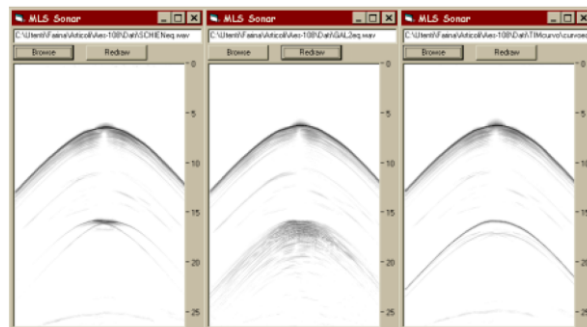 MLS Sonar
C:\Utenti\Farina\Articoli\Aes-108\Dati\SCHIENeq.wav
Browse Redraw
0
5
10
15
20
25
MLS Sonar
C:\Utenti\Farina\Articoli\Aes-108\Dati\GAL2eq.wav
Browse Redraw
0
5
10
15
20
25
MLS Sonar
C:\Utenti\Farina\Articoli\Aes-108\Dati\TIMcurvo\curvoe
Browse Redraw
0
5
10
15
20
25